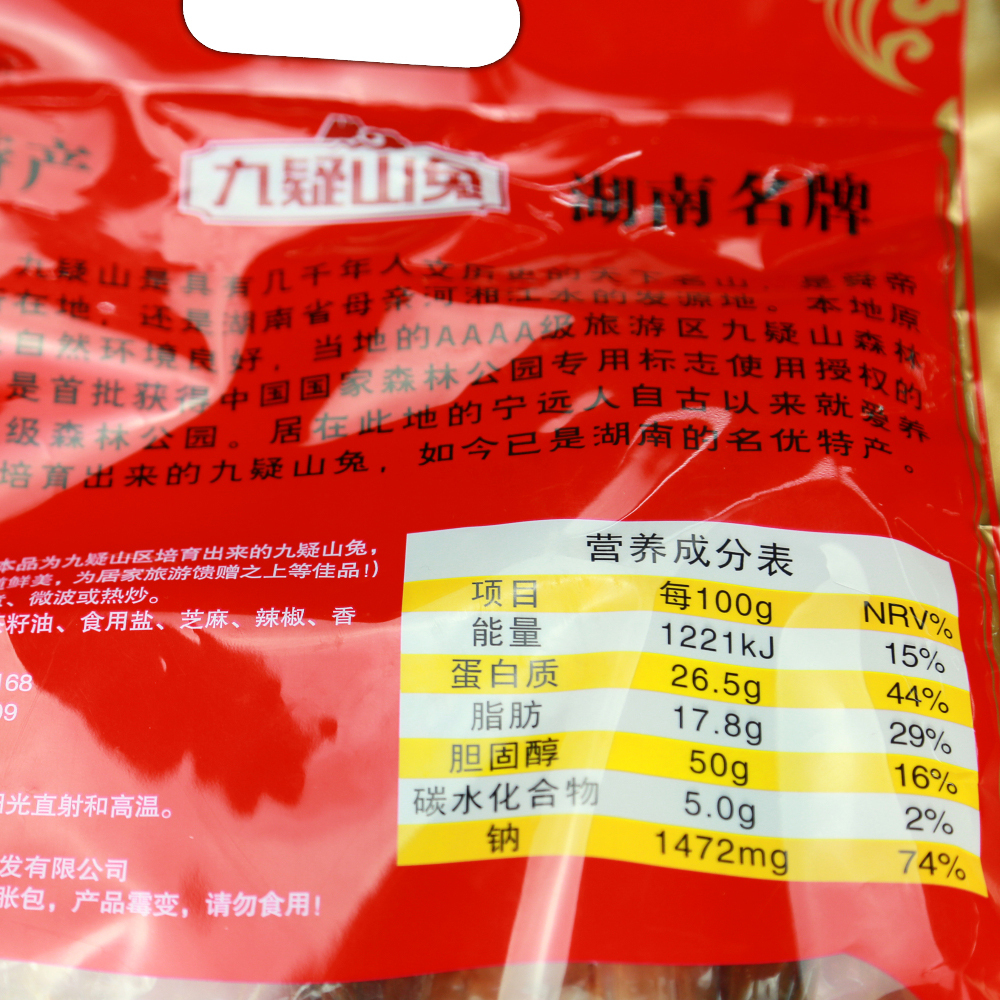 特产
九疑山兔
湖南名牌
九疑山是具有几千年人文历史的天下名山，是舜帝
在地，还是湖南省母亲河湘江水的发源地。本地原
自然环境良好，当地的AAAA级旅游区九疑山森林
是首批获得中国国家森林公园专用标志使用授权的
级森林公园。居在此地的宁远人自古以来就爱养
培育出来的九疑山兔，如今已是湖南的名优特产。
本品为九疑山区培育出来的九疑山兔，
鲜美，为居家旅游馈赠之上等佳品!）
、微波或热炒。
籽油、食用盐、芝麻、辣椒、香
168
99
阳光直射和高温。
发有限公司
胀包，产品霉变，请勿食用!
营养成分表
项目 每100g NRV%
能量 1221kJ 15%
蛋白质 26.5g 44%
脂肪 17.8g 29%
胆固醇 50g 16%
碳水化合物 5.0g 2%
钠 1472mg 74%